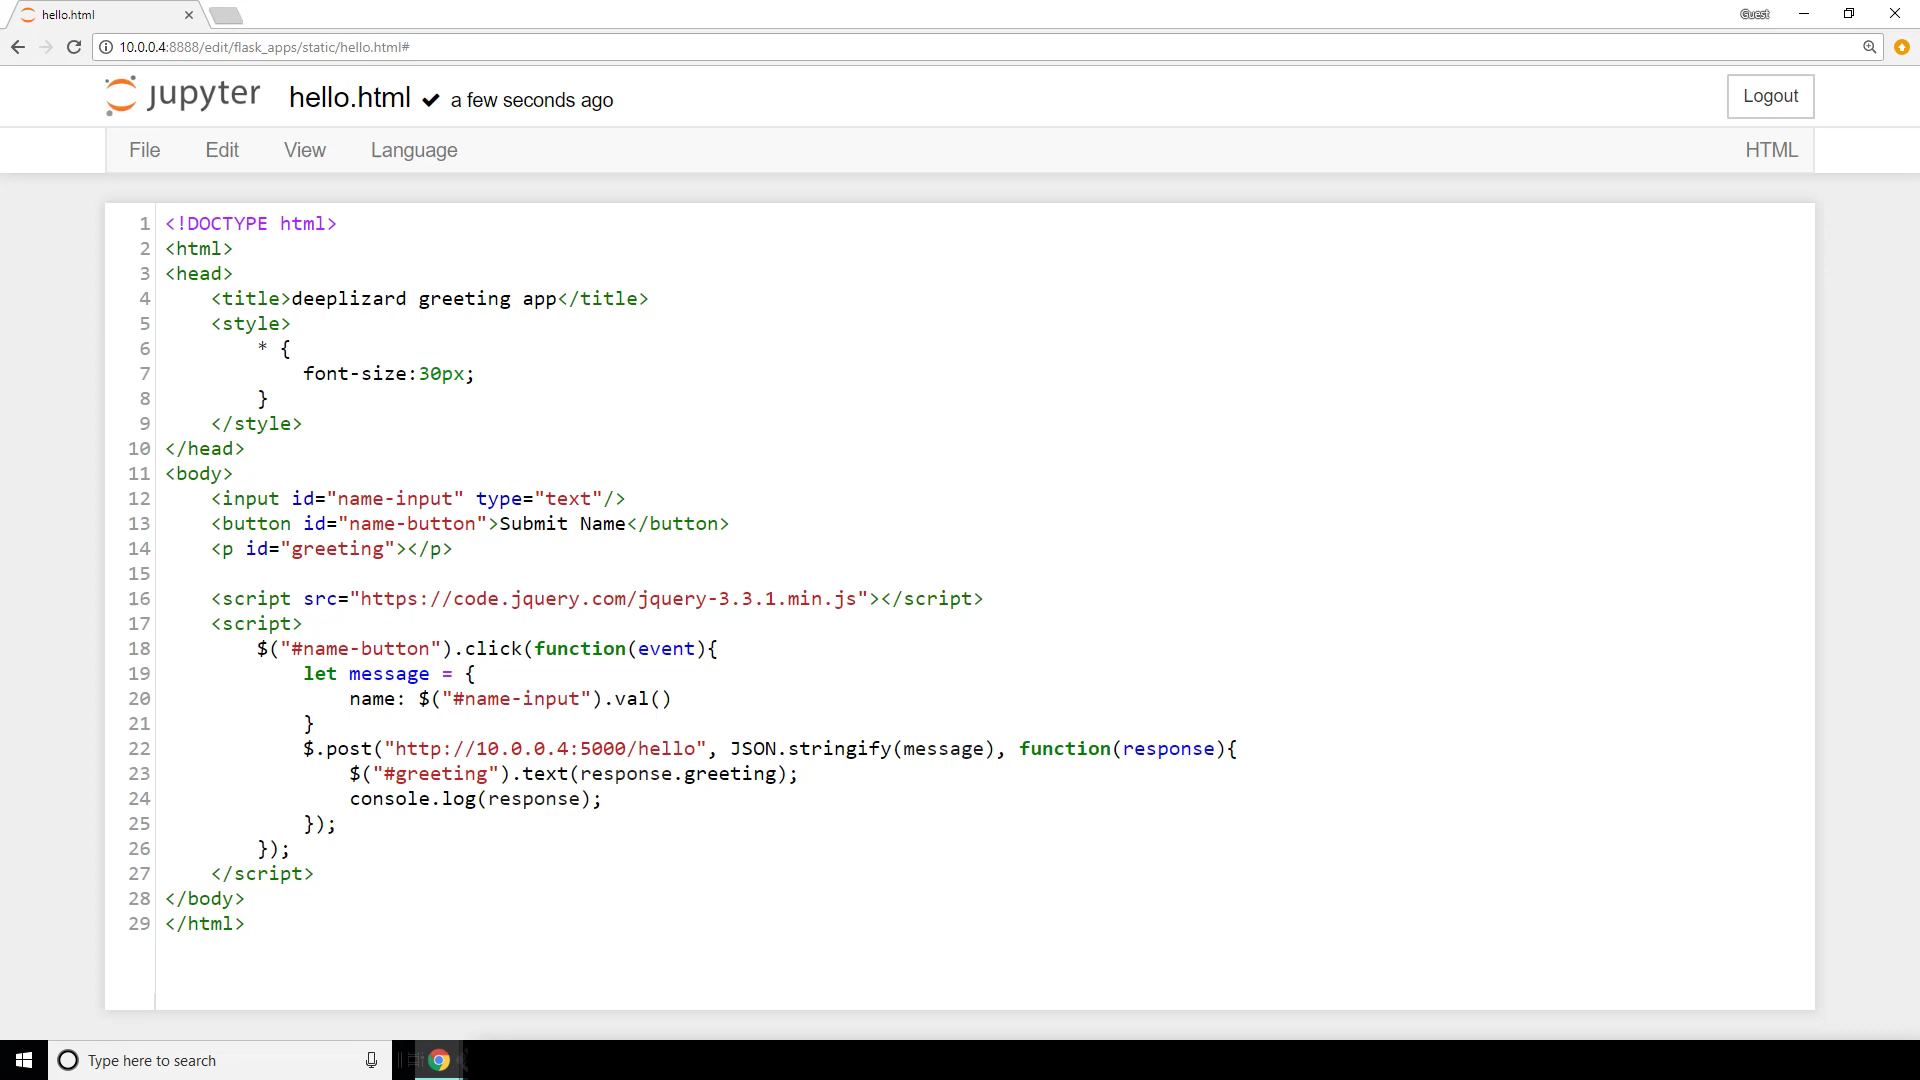 hello.html
Guest
10.0.0.4:8888/edit/flask_apps/static/hello.html#
jupyter hello.html a few seconds ago Logout
File Edit View Language HTML
1 <!DOCTYPE html>
2 <html>
3 <head>
4     <title>deeplizard greeting app</title>
5     <style>
6         * {
7             font-size:30px;
8         }
9     </style>
10 </head>
11 <body>
12     <input id="name-input" type="text"/>
13     <button id="name-button">Submit Name</button>
14     <p id="greeting"></p>
15
16     <script src="https://code.jquery.com/jquery-3.3.1.min.js"></script>
17     <script>
18         $("#name-button").click(function(event){
19             let message = {
20                 name: $("#name-input").val()
21             }
22             $.post("http://10.0.0.4:5000/hello", JSON.stringify(message), function(response){
23                 $("#greeting").text(response.greeting);
24                 console.log(response);
25             });
26         });
27     </script>
28 </body>
29 </html>
Type here to search